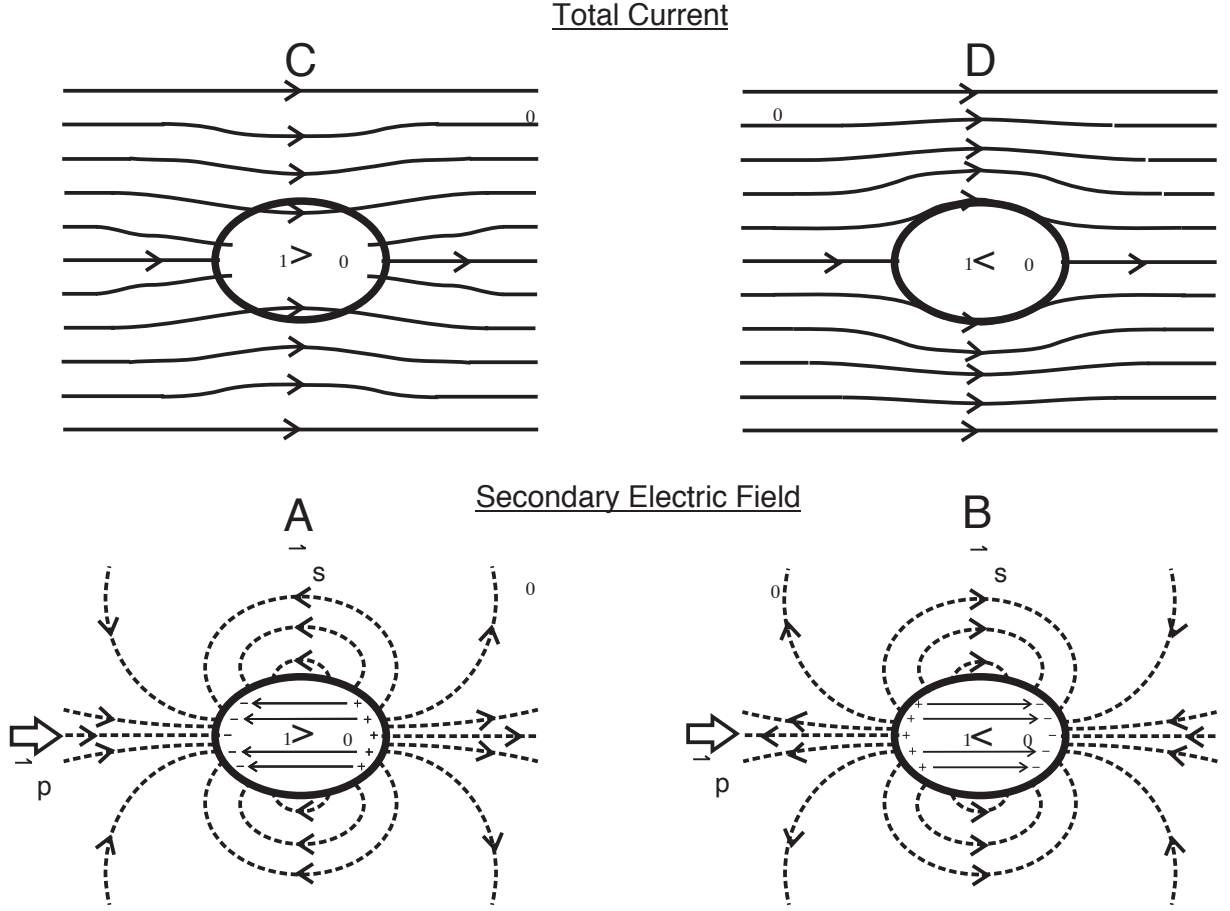 Total Current
C D
0 0
1 > 0 1 < 0
Secondary Electric Field
A B
s s
0 0
- + + -
- + + -
- 1 > 0 + + 1 < 0 -
- + + -
- + + -
p p